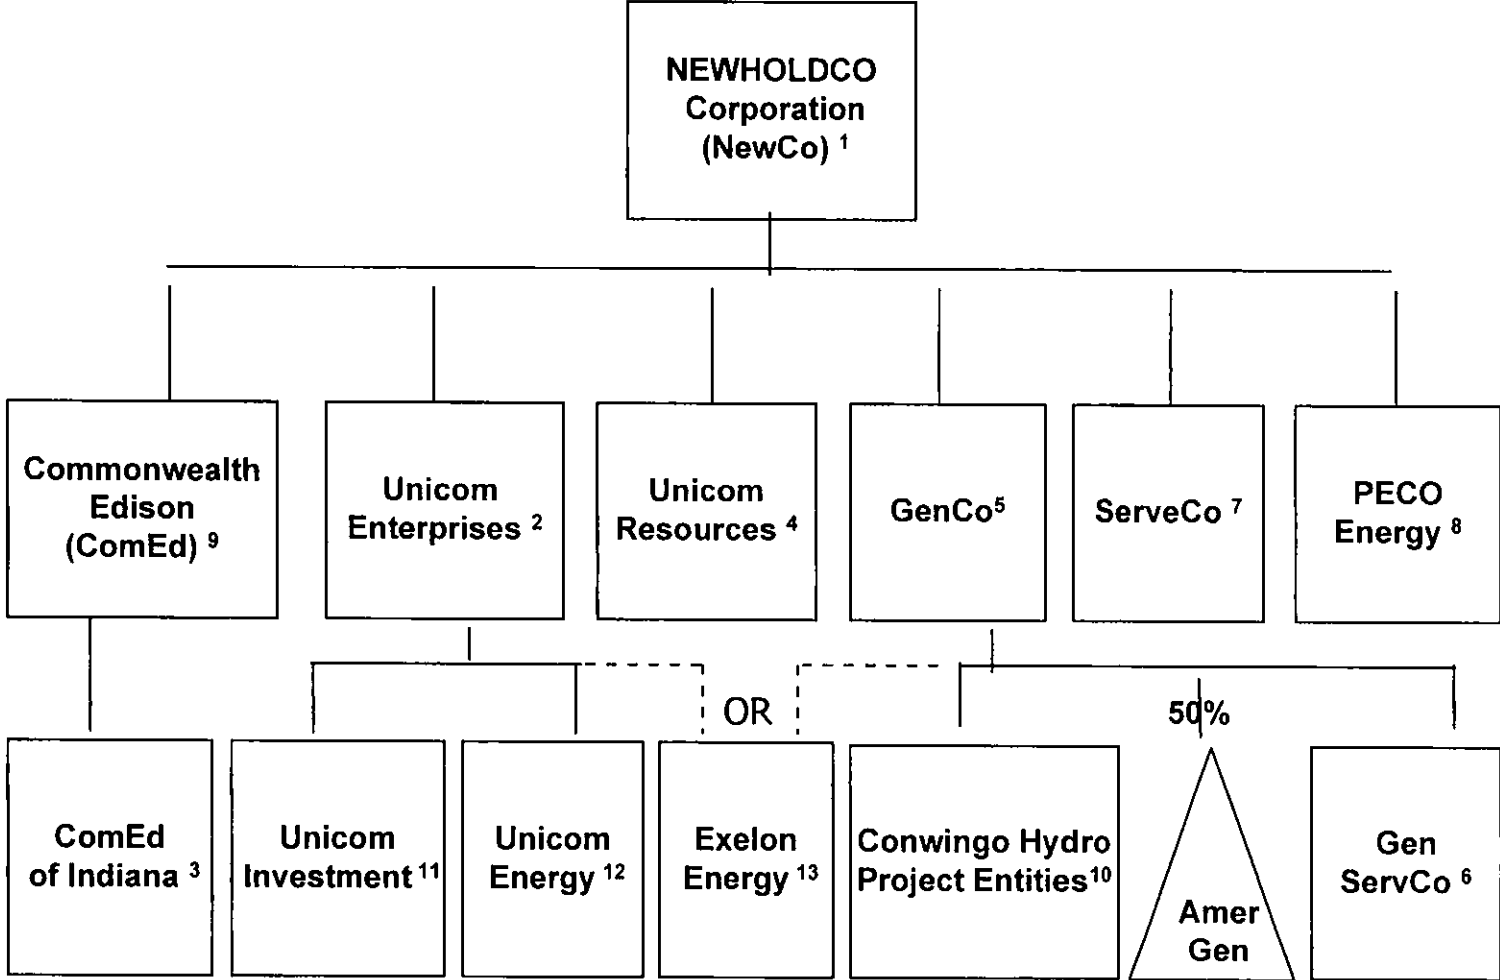 NEWHOLDCO
Corporation
(NewCo) 1
Commonwealth
Edison
(ComEd) 9
Unicom
Enterprises 2
Unicom
Resources 4
GenCo5
ServeCo 7
PECO
Energy 8
OR
50%
ComEd
of Indiana 3
Unicom
Investment 11
Unicom
Energy 12
Exelon
Energy 13
Conwingo Hydro
Project Entities10
Amer
Gen
Gen
ServCo 6